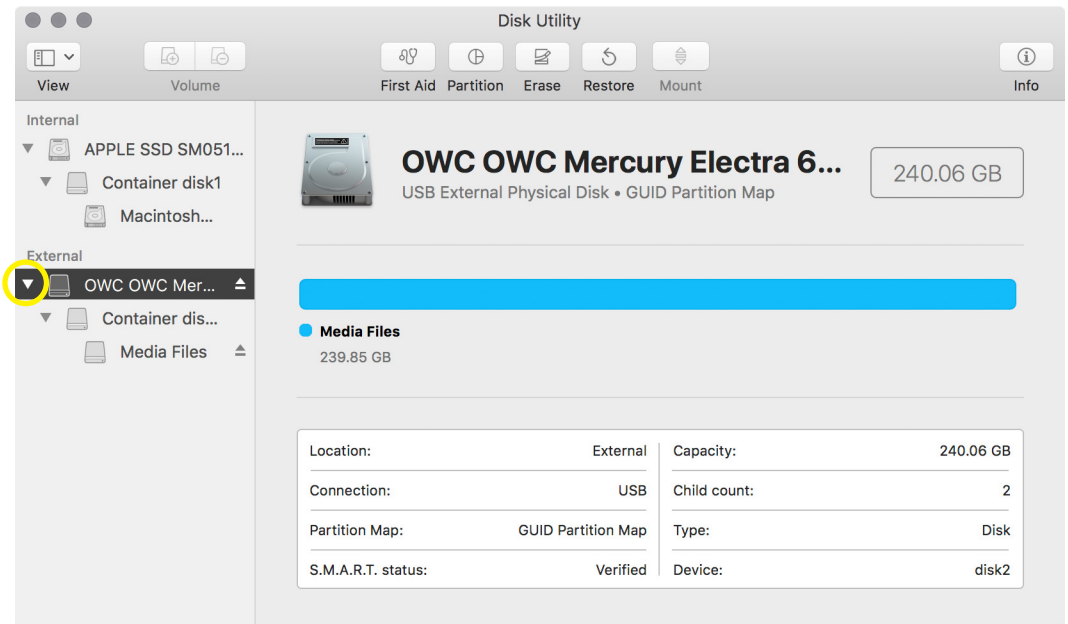 Disk Utility
View
Volume
First Aid
Partition
Erase
Restore
Mount
Info
Internal
APPLE SSD SM051...
Container disk1
Macintosh...
External
OWC OWC Mer...
Container dis...
Media Files
OWC OWC Mercury Electra 6...
USB External Physical Disk • GUID Partition Map
240.06 GB
Media Files
239.85 GB
Location: External
Connection: USB
Partition Map: GUID Partition Map
S.M.A.R.T. status: Verified
Capacity: 240.06 GB
Child count: 2
Type: Disk
Device: disk2